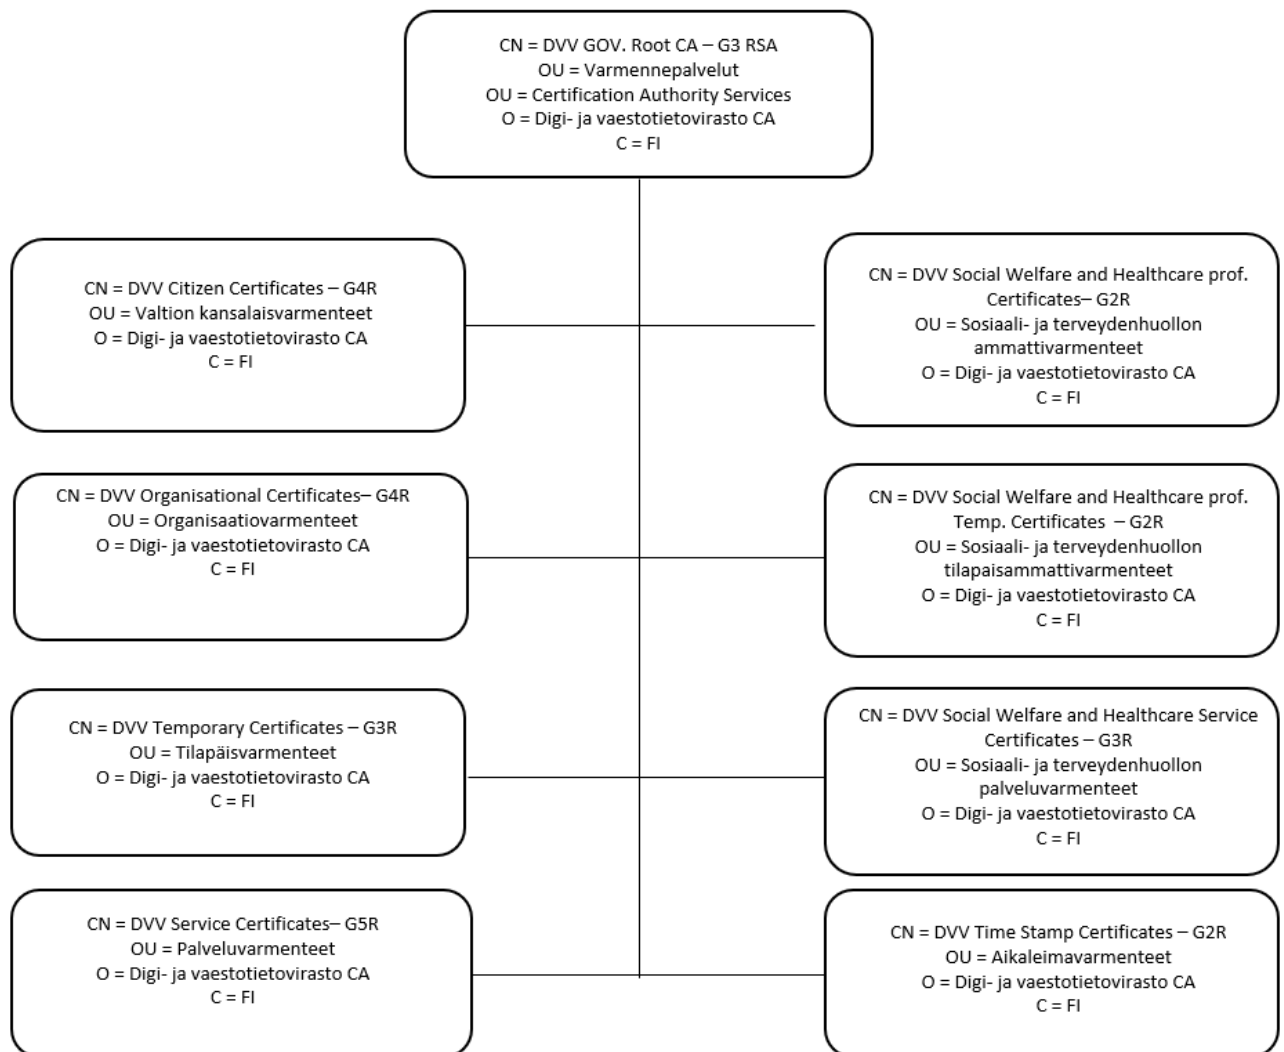 CN = DVV GOV. Root CA – G3 RSA
OU = Varmennepalvelut
OU = Certification Authority Services
O = Digi- ja vaestotietovirasto CA
C = FI
CN = DVV Citizen Certificates – G4R
OU = Valtion kansalaisvarmenteet
O = Digi- ja vaestotietovirasto CA
C = FI
CN = DVV Social Welfare and Healthcare prof.
Certificates– G2R
OU = Sosiaali- ja terveydenhuollon
ammattivarmenteet
O = Digi- ja vaestotietovirasto CA
C = FI
CN = DVV Organisational Certificates– G4R
OU = Organisaatiovarmenteet
O = Digi- ja vaestotietovirasto CA
C = FI
CN = DVV Social Welfare and Healthcare prof.
Temp. Certificates – G2R
OU = Sosiaali- ja terveydenhuollon
tilapaisammattivarmenteet
O = Digi- ja vaestotietovirasto CA
C = FI
CN = DVV Temporary Certificates – G3R
OU = Tilapäisvarmenteet
O = Digi- ja vaestotietovirasto CA
C = FI
CN = DVV Social Welfare and Healthcare Service
Certificates – G3R
OU = Sosiaali- ja terveydenhuollon
palveluvarmenteet
O = Digi- ja vaestotietovirasto CA
C = FI
CN = DVV Service Certificates– G5R
OU = Palveluvarmenteet
O = Digi- ja vaestotietovirasto CA
C = FI
CN = DVV Time Stamp Certificates – G2R
OU = Aikaleimavarmenteet
O = Digi- ja vaestotietovirasto CA
C = FI